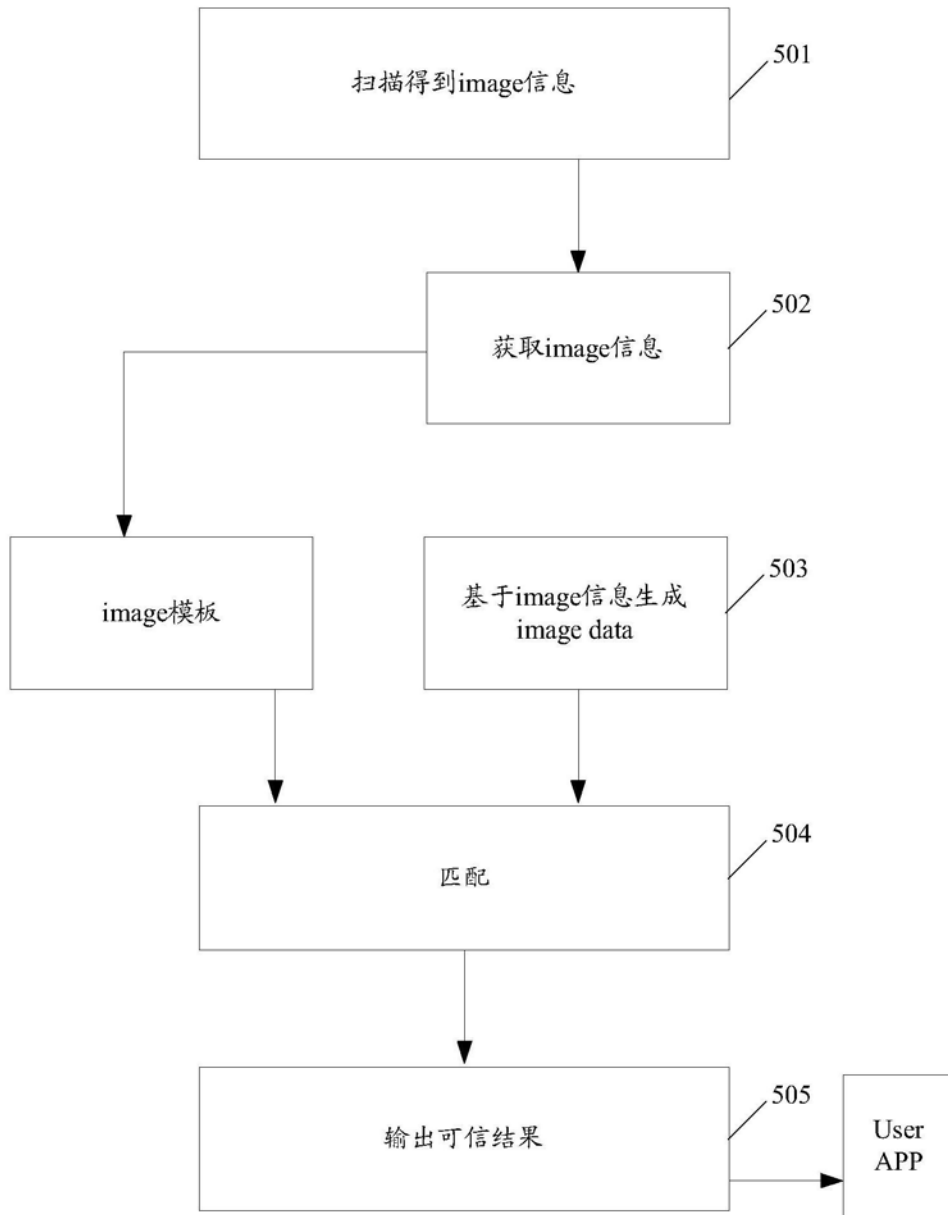 扫描得到image信息
501
获取image信息
502
image模板
基于image信息生成
image data
503
匹配
504
输出可信结果
505
User
APP